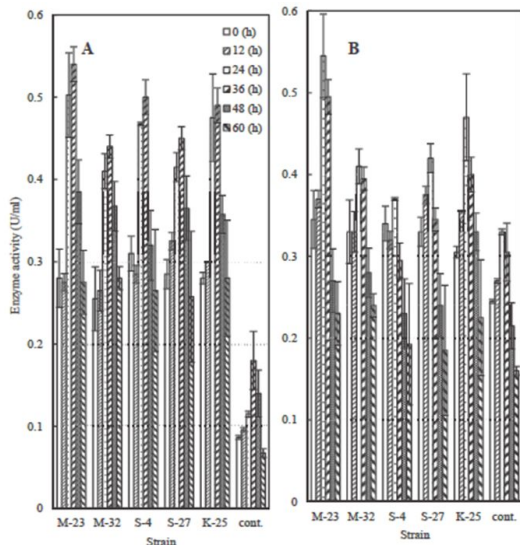 0.6
0.5
0.4
0.3
0.2
0.1
0
Enzyme activity (U/ml)
A
0 (h)
12 (h)
24 (h)
36 (h)
48 (h)
60 (h)
M-23 M-32 S-4 S-27 K-25 cont.
Strain
0.6
0.5
0.4
0.3
0.2
0.1
0
B
M-23 M-32 S-4 S-27 K-25 cont.
Strain